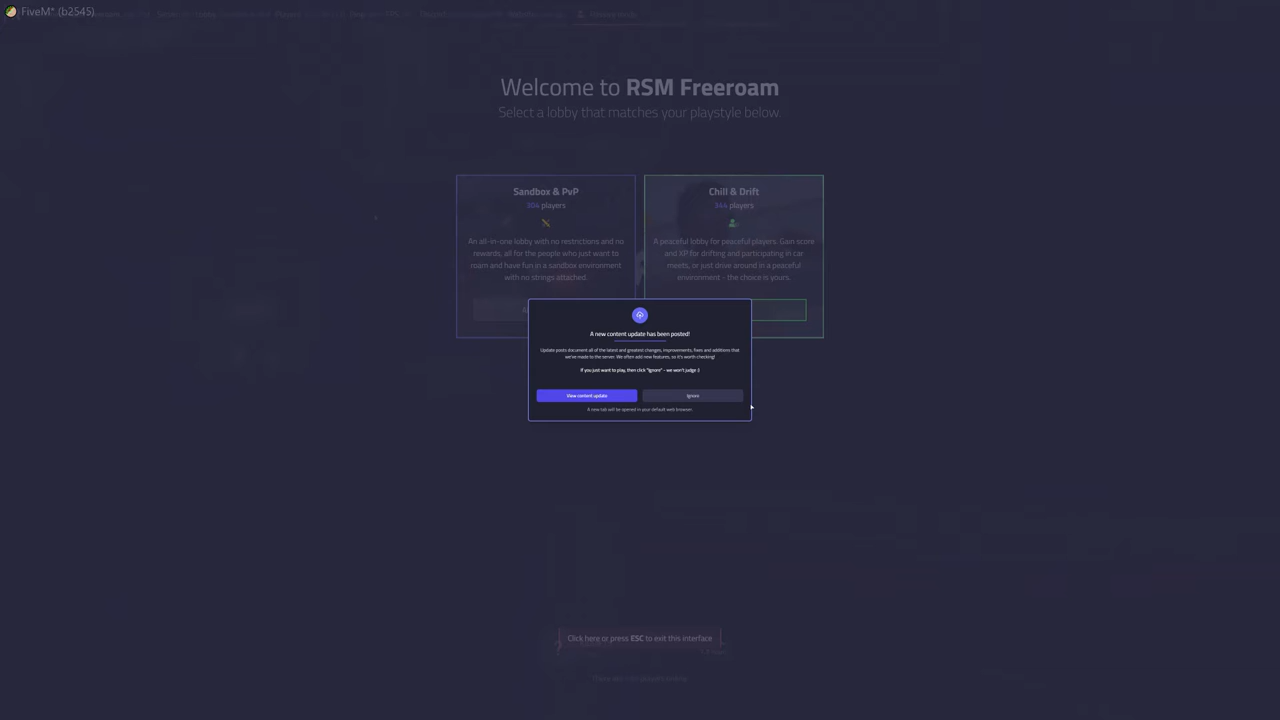 FiveM* (b2545)
Welcome to RSM Freeroam
Select a lobby that matches your playstyle below.
Sandbox & PvP
304 players
An all-in-one lobby with no restrictions and no
rewards, all for the people who just want to
roam and have fun in a sandbox environment
with no strings attached.
Chill & Drift
344 players
A peaceful lobby for peaceful players. Gain score
and XP for drifting and participating in car
meets, or just drive around in a peaceful
environment - the choice is yours.
A new content update has been posted!
Update posts document all of the latest and greatest changes, improvements, fixes and additions that
we've made to the server. We often add new features, so it's worth checking!
If you just want to play, then click "Ignore" - we won't judge :)
View content update
Ignore
A new tab will be opened in your default web browser.
Click here or press ESC to exit this interface